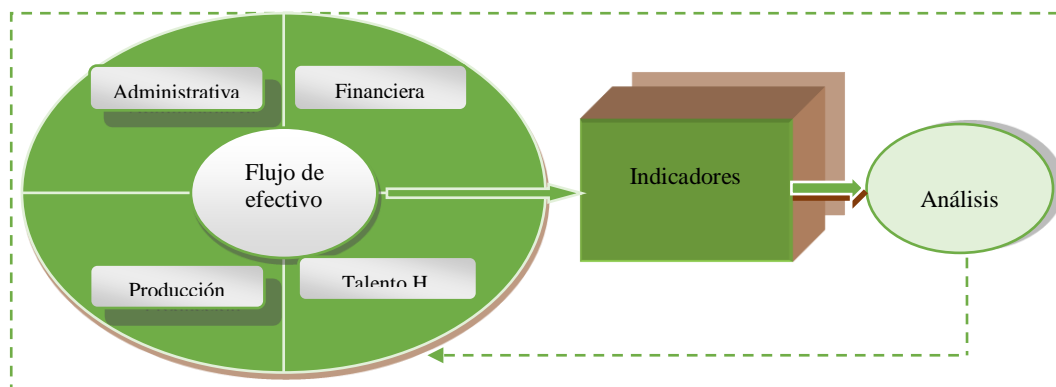 Administrativa
Financiera
Flujo de
efectivo
Indicadores
Análisis
Producción
Talento H